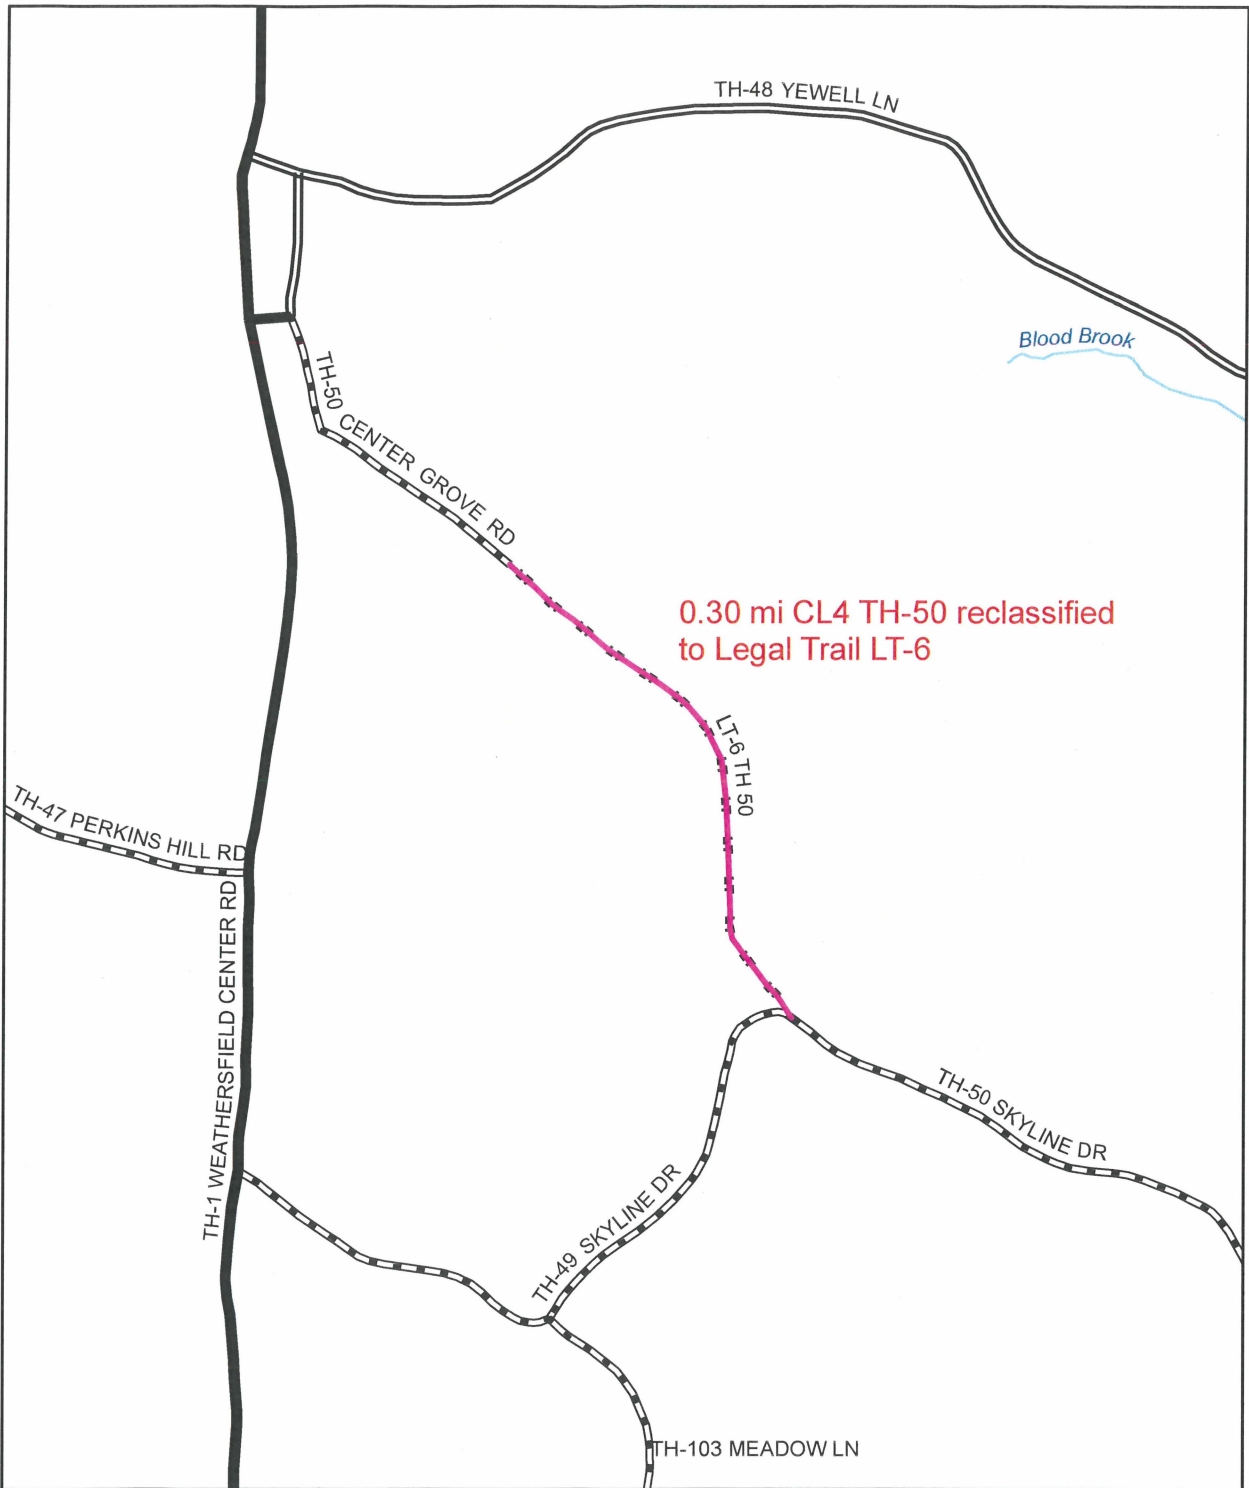 TH-48 YEWELL LN
Blood Brook
TH-50 CENTER GROVE RD
0.30 mi CL4 TH-50 reclassified
to Legal Trail LT-6
LT-6 TH 50
TH-47 PERKINS HILL RD
TH-1 WEATHERSFIELD CENTER RD
TH-50 SKYLINE DR
TH-49 SKYLINE DR
TH-103 MEADOW LN